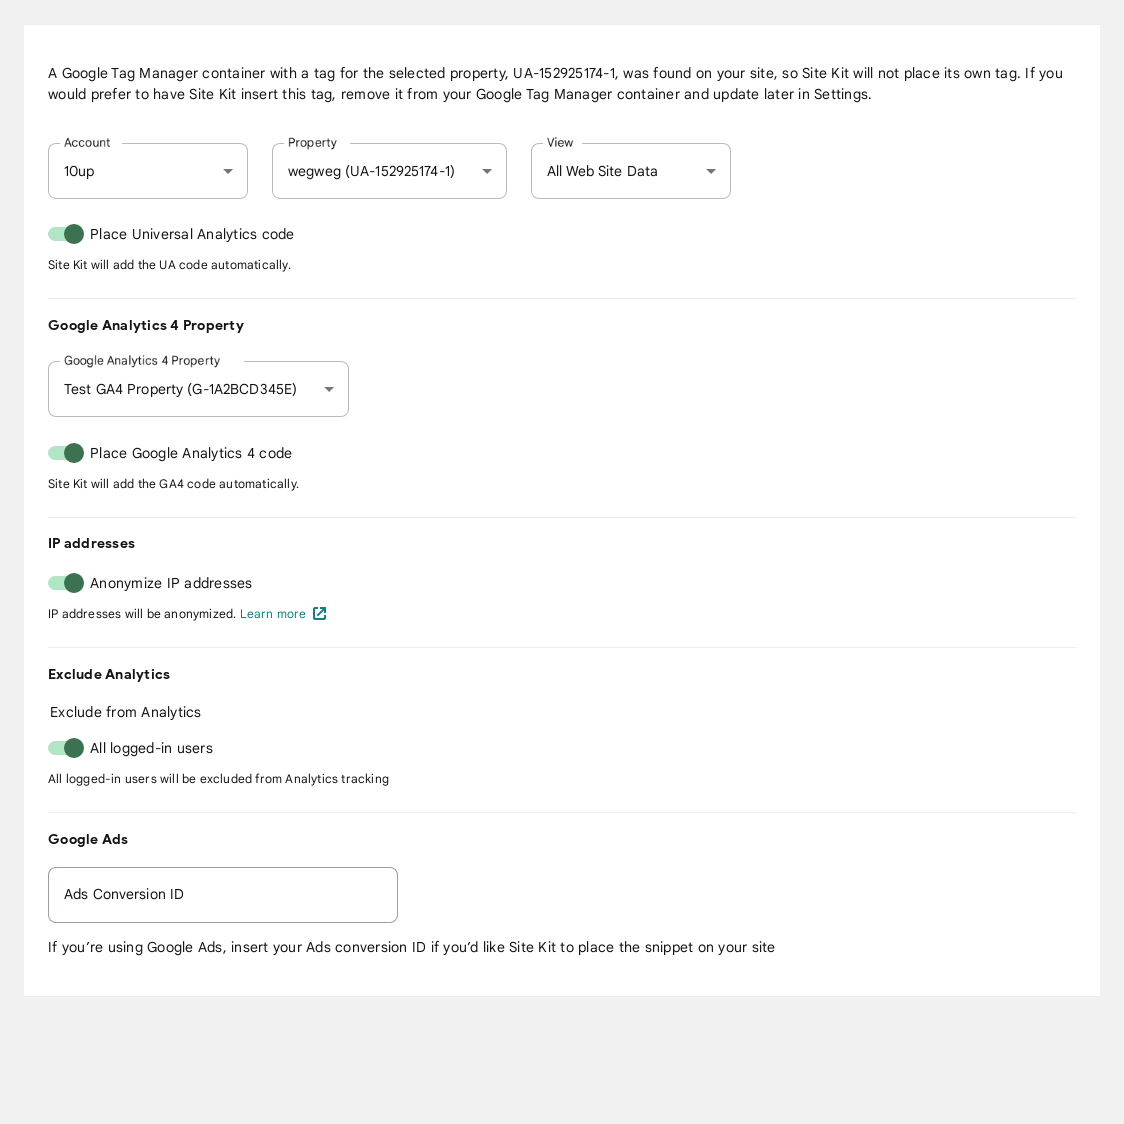 A Google Tag Manager container with a tag for the selected property, UA-152925174-1, was found on your site, so Site Kit will not place its own tag. If you
would prefer to have Site Kit insert this tag, remove it from your Google Tag Manager container and update later in Settings.
Account
10up
Property
wegweg (UA-152925174-1)
View
All Web Site Data
Place Universal Analytics code
Site Kit will add the UA code automatically.
Google Analytics 4 Property
Google Analytics 4 Property
Test GA4 Property (G-1A2BCD345E)
Place Google Analytics 4 code
Site Kit will add the GA4 code automatically.
IP addresses
Anonymize IP addresses
IP addresses will be anonymized. Learn more
Exclude Analytics
Exclude from Analytics
All logged-in users
All logged-in users will be excluded from Analytics tracking
Google Ads
Ads Conversion ID
If you’re using Google Ads, insert your Ads conversion ID if you’d like Site Kit to place the snippet on your site